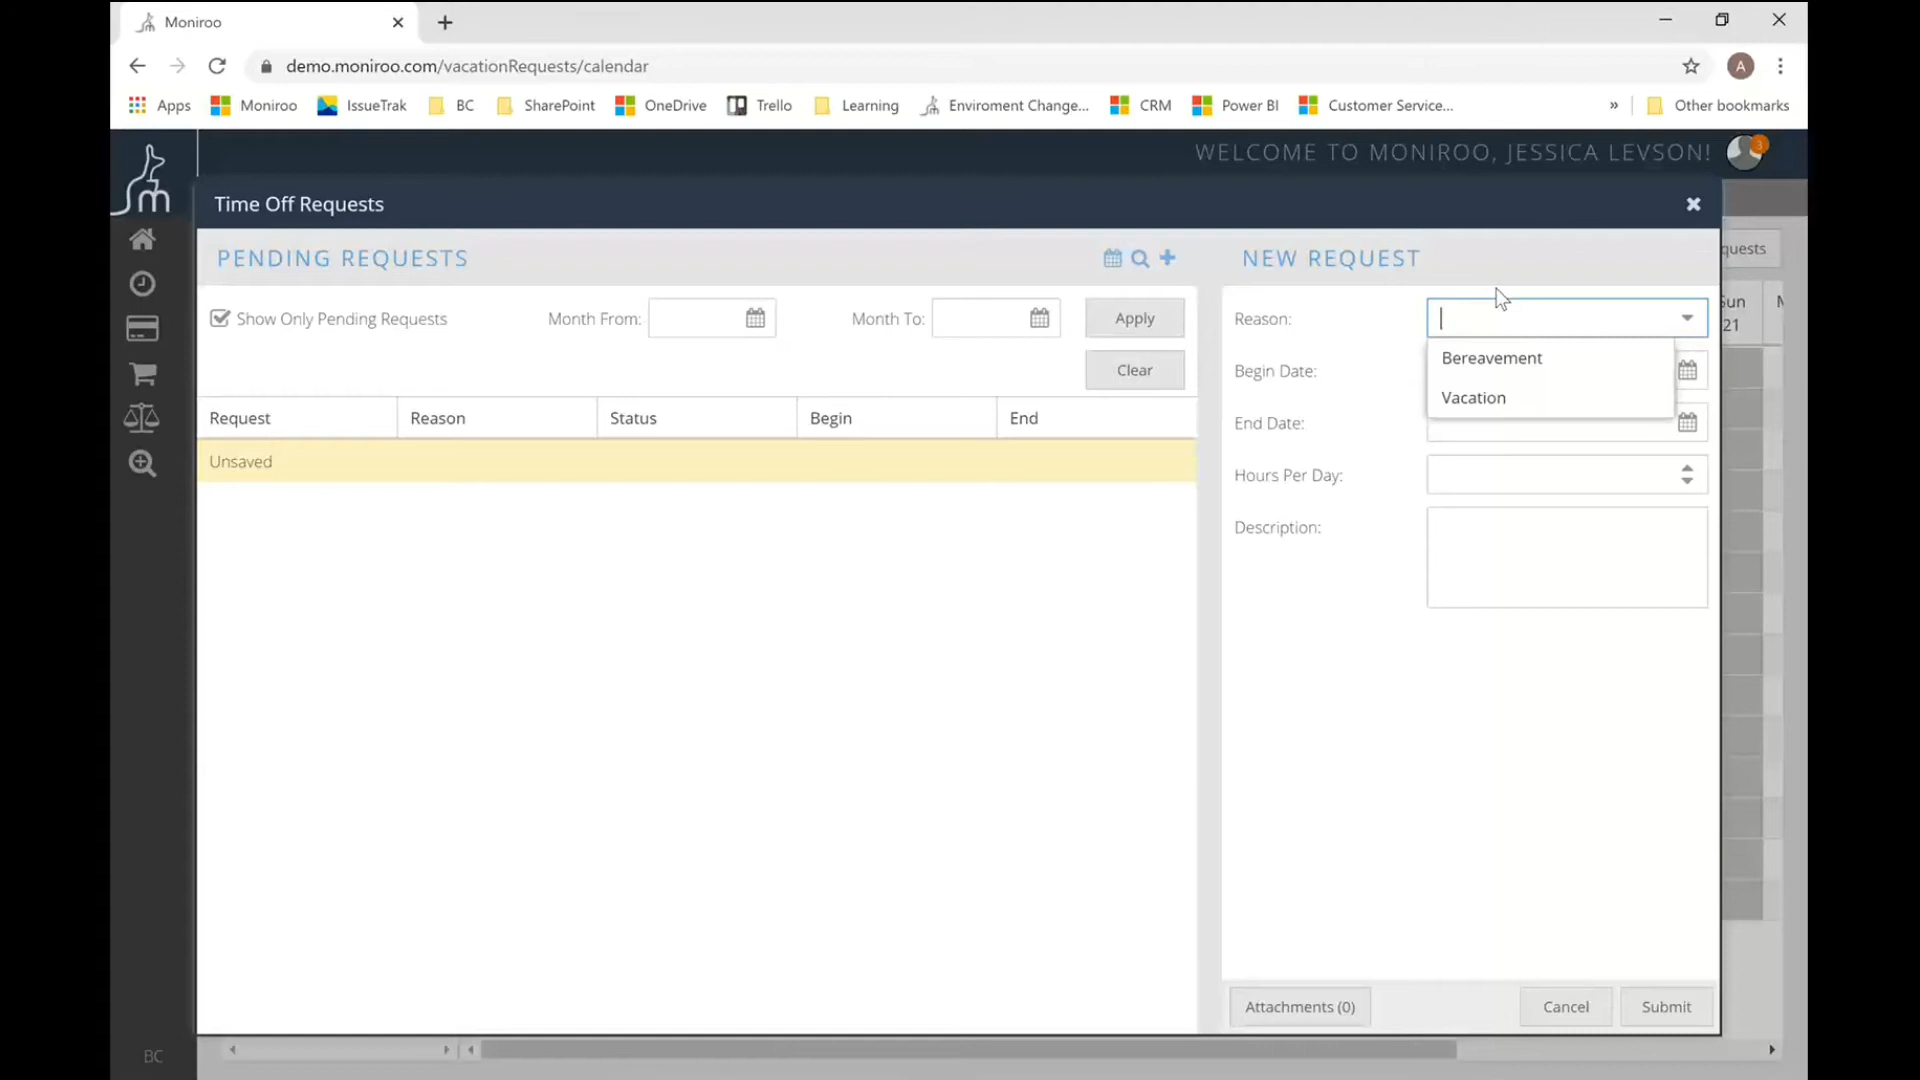 Moniroo
demo.moniroo.com/vacationRequests/calendar
A
Apps Moniroo IssueTrak BC SharePoint OneDrive Trello Learning Enviroment Change... CRM Power BI Customer Service... » Other bookmarks
WELCOME TO MONIROO, JESSICA LEVSON! 3
m
Time Off Requests
PENDING REQUESTS
NEW REQUEST
quests
Show Only Pending Requests Month From: Month To: Apply
Clear
Request Reason Status Begin End
Unsaved
Reason:
Bereavement
Vacation
Begin Date:
End Date:
Hours Per Day:
Description:
Sun M
21
Attachments (0) Cancel Submit
BC